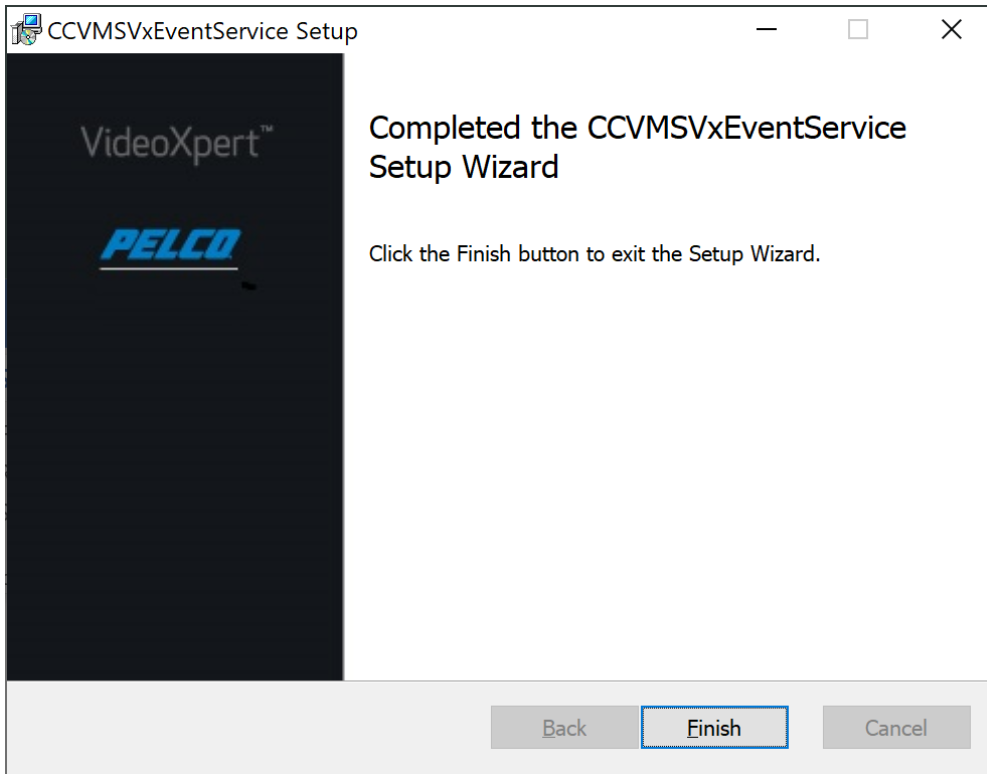 CCVMSVxEventService Setup
VideoXpert™
PELCO
Completed the CCVMSVxEventService
Setup Wizard
Click the Finish button to exit the Setup Wizard.
Back
Finish
Cancel